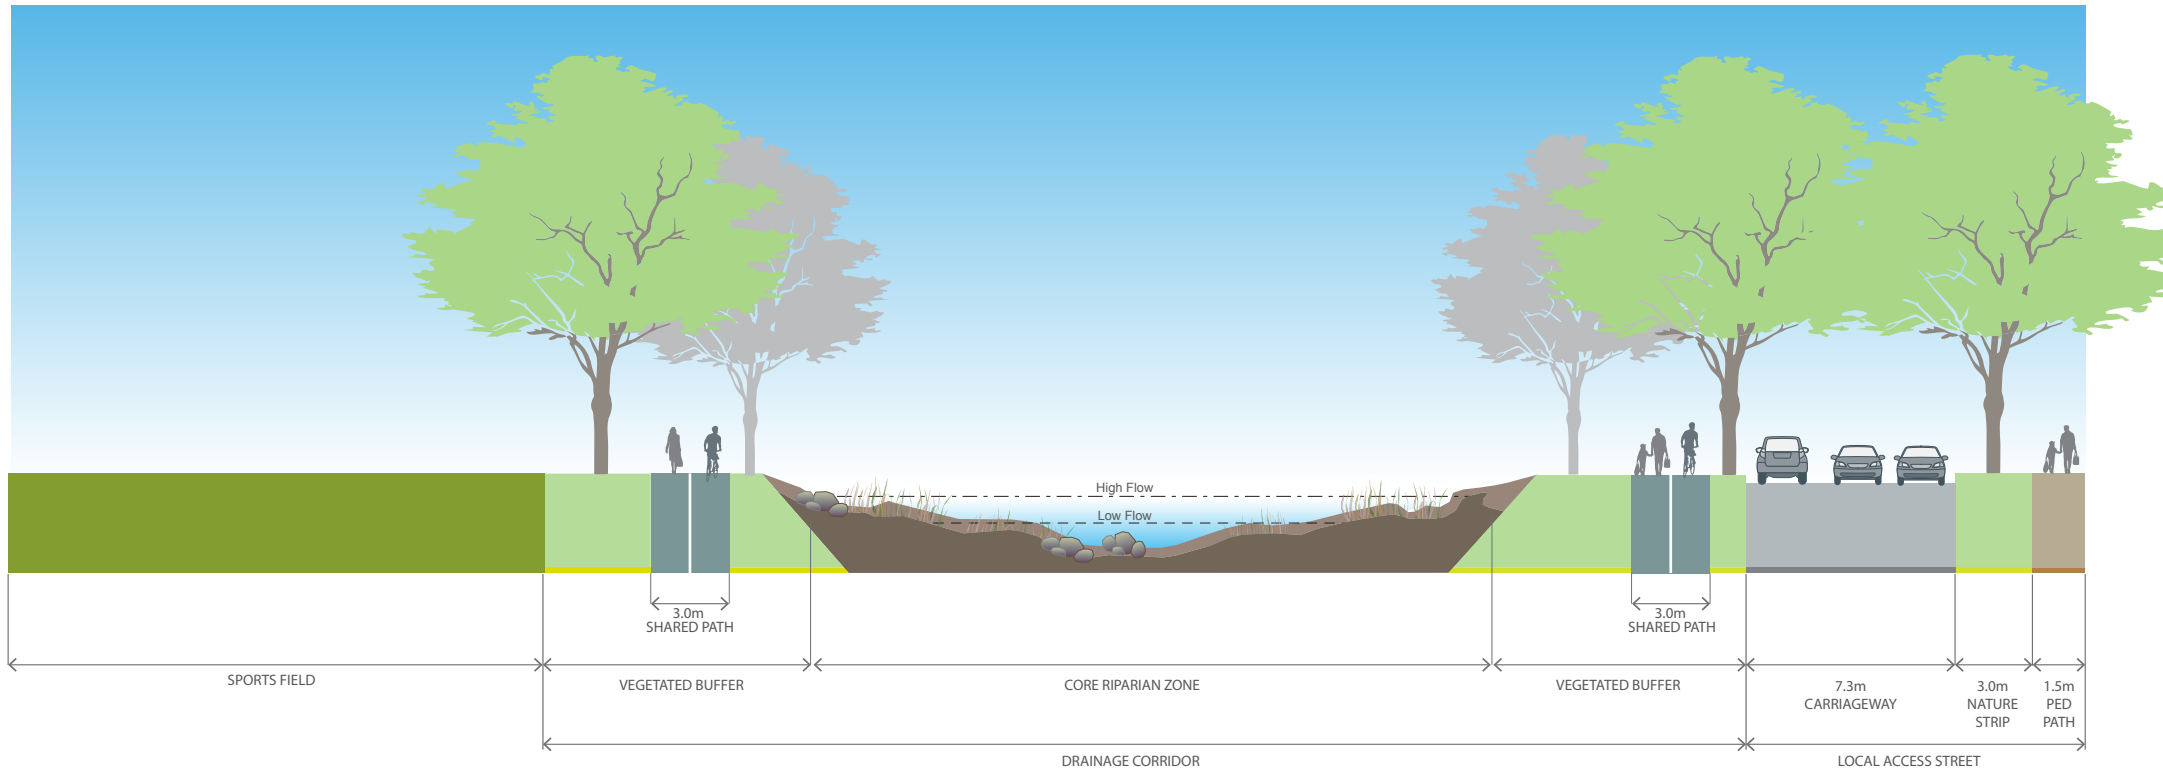 High Flow
Low Flow
3.0m
SHARED PATH
3.0m
SHARED PATH
SPORTS FIELD
VEGETATED BUFFER
CORE RIPARIAN ZONE
VEGETATED BUFFER
7.3m
CARRIAGEWAY
3.0m
NATURE
STRIP
1.5m
PED
PATH
DRAINAGE CORRIDOR
LOCAL ACCESS STREET